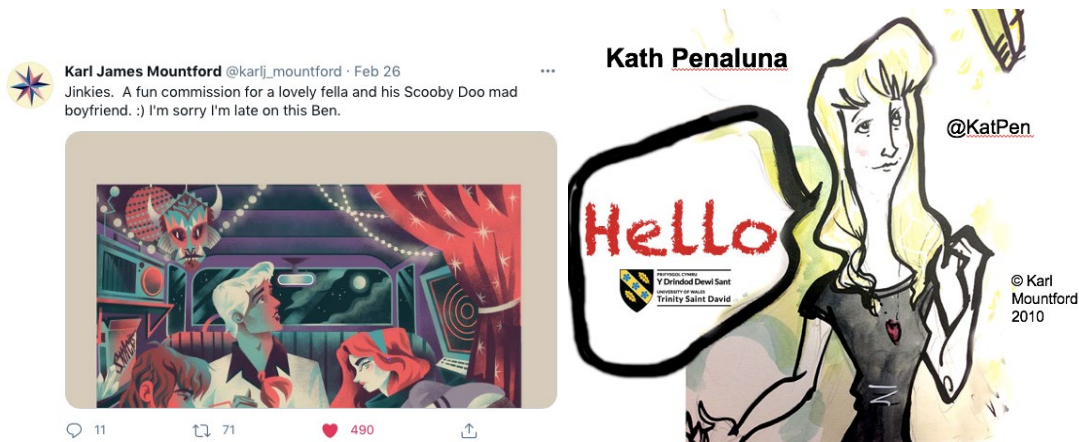 Karl James Mountford @karlj_mountford · Feb 26
Jinkies. A fun commission for a lovely fella and his Scooby Doo mad
boyfriend. :) I'm sorry I'm late on this Ben.
11
71
490
Kath Penaluna
@KatPen
Hello
PRIFYSGOL CYMRU
Y Drindod Dewi Sant
UNIVERSITY OF WALES
Trinity Saint David
© Karl
Mountford
2010